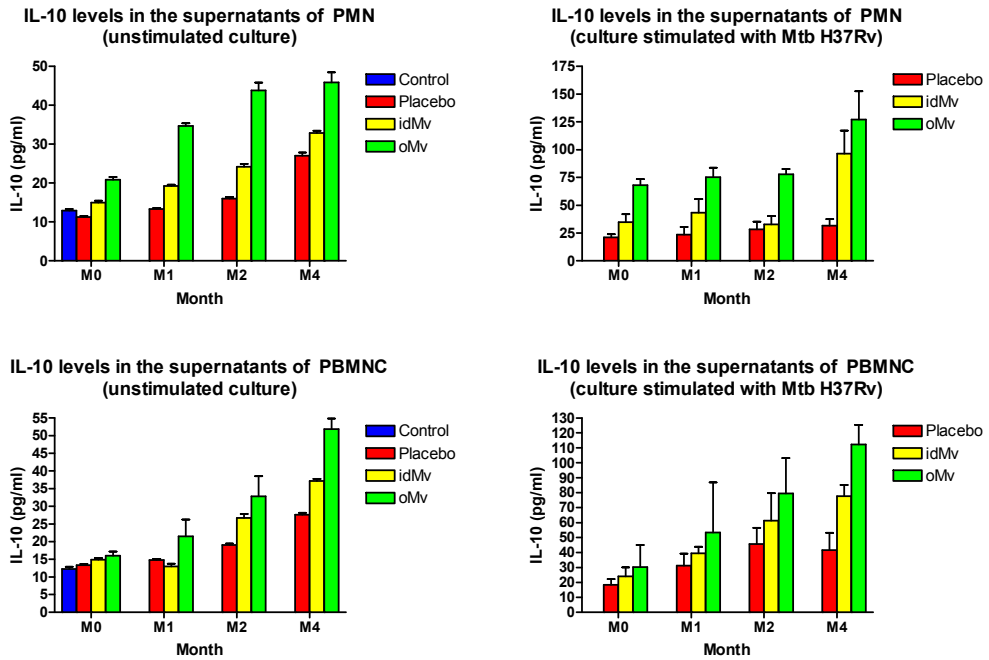 IL-10 levels in the supernatants of PMN
(unstimulated culture)
50
40
30
20
10
0
IL-10 (pg/ml)
M0 M1 M2 M4
Month
Control
Placebo
idMv
oMv
IL-10 levels in the supernatants of PMN
(culture stimulated with Mtb H37Rv)
175
150
125
100
75
50
25
0
IL-10 (pg/ml)
M0 M1 M2 M4
Month
Placebo
idMv
oMv
IL-10 levels in the supernatants of PBMNC
(unstimulated culture)
55
50
45
40
35
30
25
20
15
10
5
0
IL-10 (pg/ml)
M0 M1 M2 M4
Month
Control
Placebo
idMv
oMv
IL-10 levels in the supernatants of PBMNC
(culture stimulated with Mtb H37Rv)
130
120
110
100
90
80
70
60
50
40
30
20
10
0
IL-10 (pg/ml)
M0 M1 M2 M4
Month
Placebo
idMv
oMv